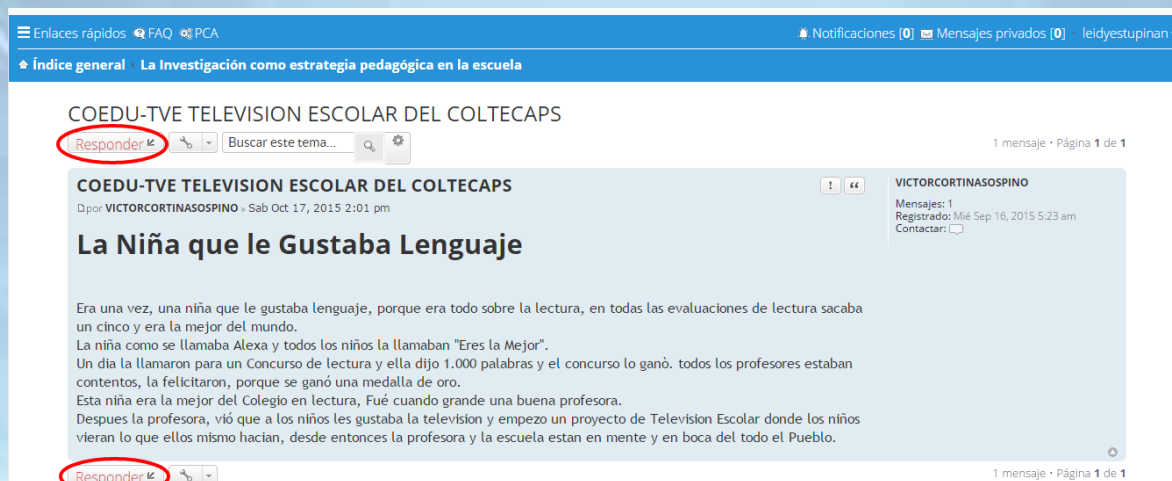 Enlaces rápidos FAQ PCA Notificaciones [0] Mensajes privados [0] leidyestupinan
Índice general La Investigación como estrategia pedagógica en la escuela
COEDU-TVE TELEVISION ESCOLAR DEL COLTECAPS
Responder Buscar este tema... 1 mensaje • Página 1 de 1
COEDU-TVE TELEVISION ESCOLAR DEL COLTECAPS
por VICTORCORTINASOSPINO » Sab Oct 17, 2015 2:01 pm
VICTORCORTINASOSPINO
Mensajes: 1
Registrado: Mié Sep 16, 2015 5:23 am
Contactar:
La Niña que le Gustaba Lenguaje
Era una vez, una niña que le gustaba lenguaje, porque era todo sobre la lectura, en todas las evaluaciones de lectura sacaba
un cinco y era la mejor del mundo.
La niña como se llamaba Alexa y todos los niños la llamaban "Eres la Mejor".
Un dia la llamaron para un Concurso de lectura y ella dijo 1.000 palabras y el concurso lo ganò. todos los profesores estaban
contentos, la felicitaron, porque se ganó una medalla de oro.
Esta niña era la mejor del Colegio en lectura, Fué cuando grande una buena profesora.
Despues la profesora, vió que a los niños les gustaba la television y empezo un proyecto de Television Escolar donde los niños
vieran lo que ellos mismo hacian, desde entonces la profesora y la escuela estan en mente y en boca del todo el Pueblo.
Responder 1 mensaje • Página 1 de 1